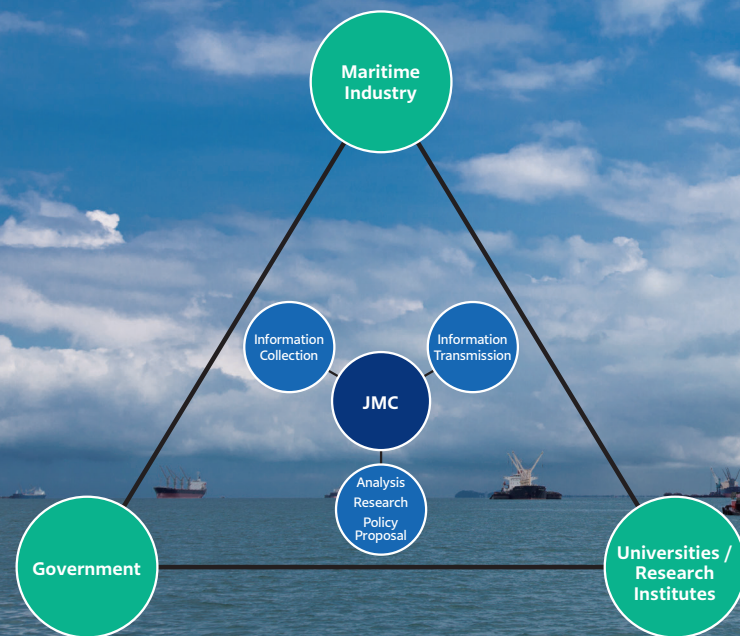 Maritime
Industry
Information
Collection
Information
Transmission
JMC
Analysis
Research
Policy
Proposal
Government
Universities /
Research
Institutes